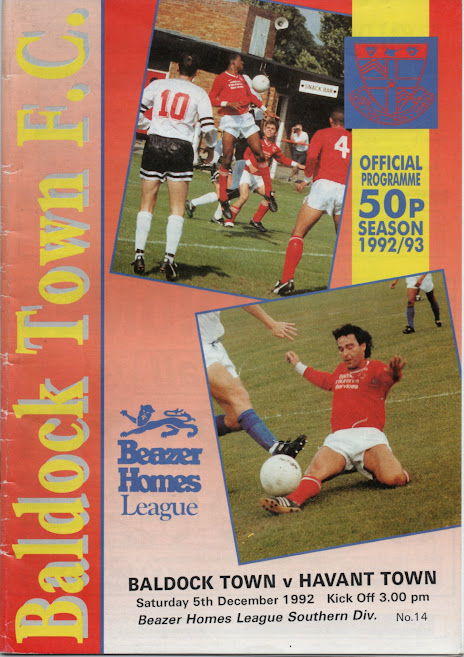 Baldock Town F.C.
10
SNACK BAR
4
OFFICIAL
PROGRAMME
50p
SEASON
1992/93
Beazer
Homes
League
BALDOCK TOWN v HAVANT TOWN
Saturday 5th December 1992 Kick Off 3.00 pm
Beazer Homes League Southern Div. No.14